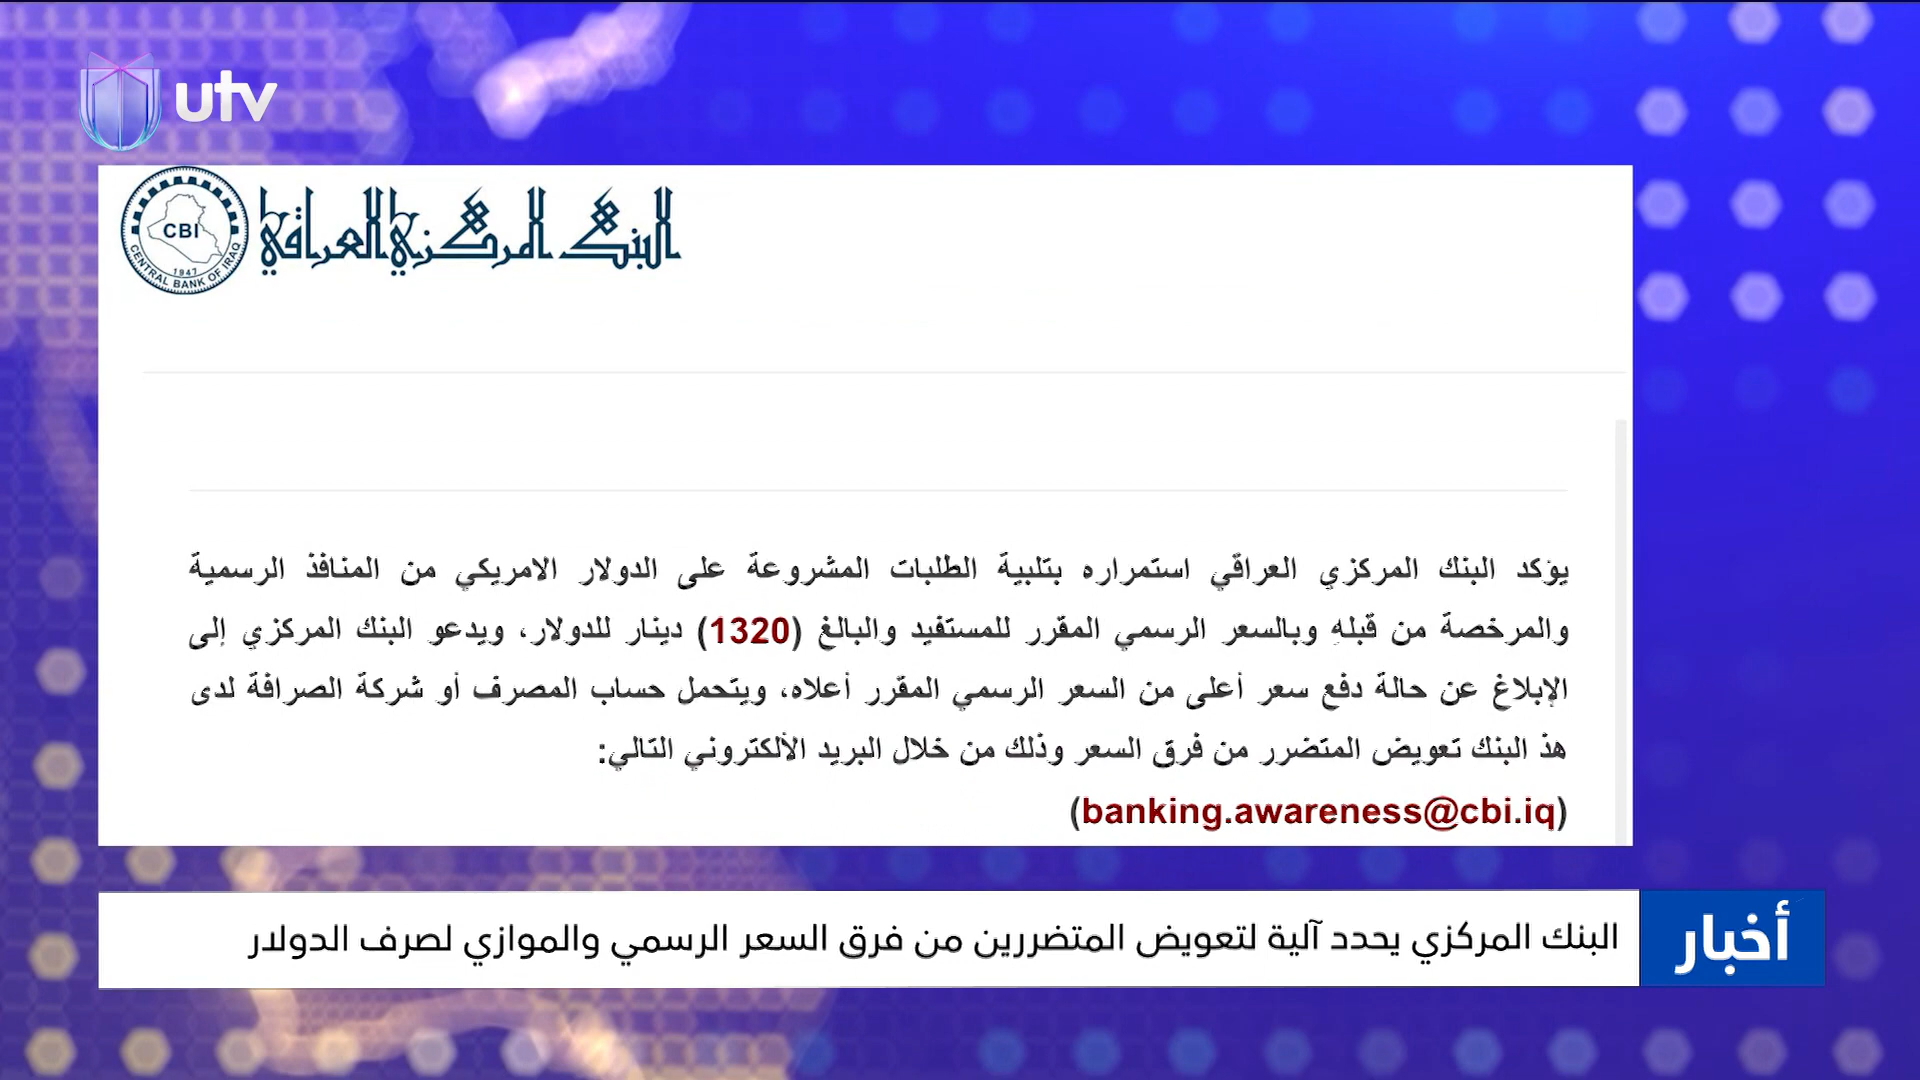 utv
CBI
1947
CENTRAL BANK OF IRAQ
البنك المركزي العراقي
يؤكد البنك المركزي العراقي استمراره بتلبية الطلبات المشروعة على الدولار الامريكي من المنافذ الرسمية
والمرخصة من قبلهِ وبالسعر الرسمي المقرر للمستفيد والبالغ (1320) دينار للدولار، ويدعو البنك المركزي إلى
الإبلاغ عن حالة دفع سعر أعلى من السعر الرسمي المقرر أعلاه، ويتحمل حساب المصرف أو شركة الصرافة لدى
هذ البنك تعويض المتضرر من فرق السعر وذلك من خلال البريد الألكتروني التالي:
(banking.awareness@cbi.iq)
أخبار
البنك المركزي يحدد آلية لتعويض المتضررين من فرق السعر الرسمي والموازي لصرف الدولار